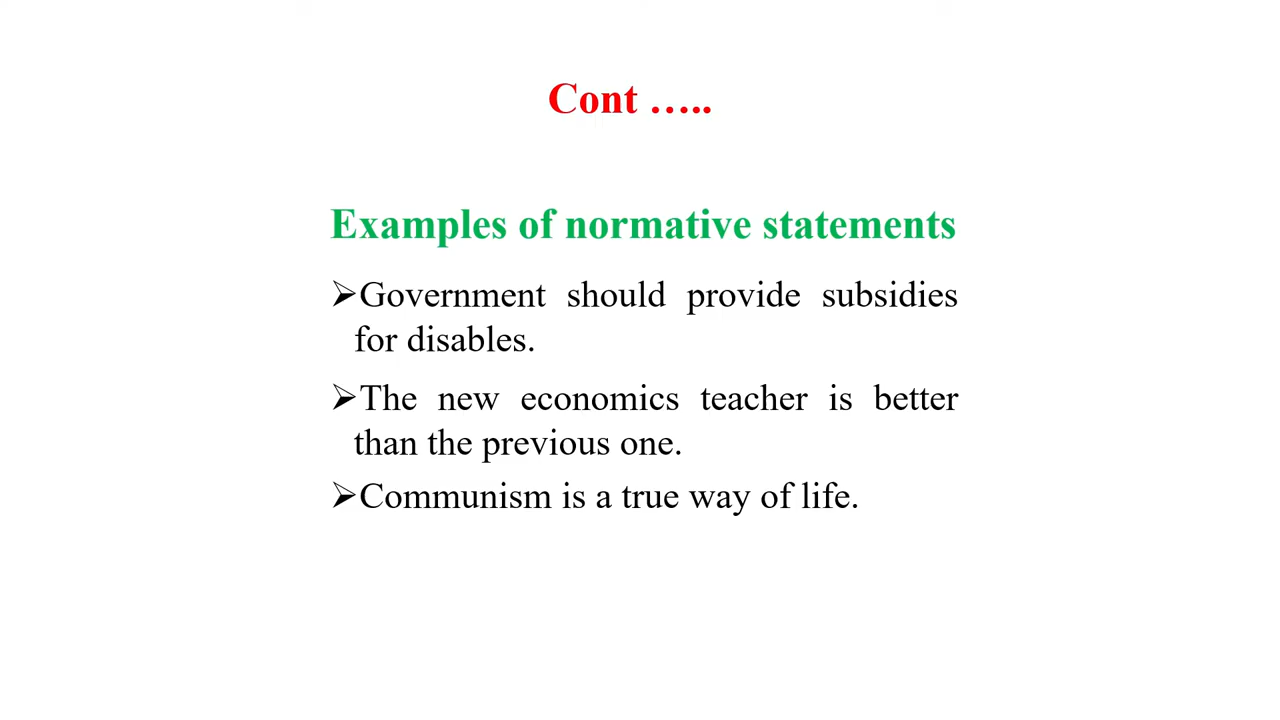 Cont …..
Examples of normative statements
➢Government should provide subsidies
for disables.
➢The new economics teacher is better
than the previous one.
➢Communism is a true way of life.